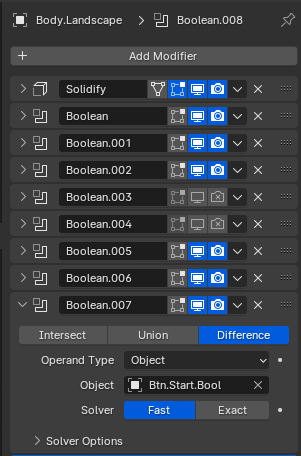 Body.Landscape > Boolean.008
+ Add Modifier
Solidify
Boolean
Boolean.001
Boolean.002
Boolean.003
Boolean.004
Boolean.005
Boolean.006
Boolean.007
Intersect Union Difference
Operand Type Object
Object Btn.Start.Bool
Solver Fast Exact
Solver Options